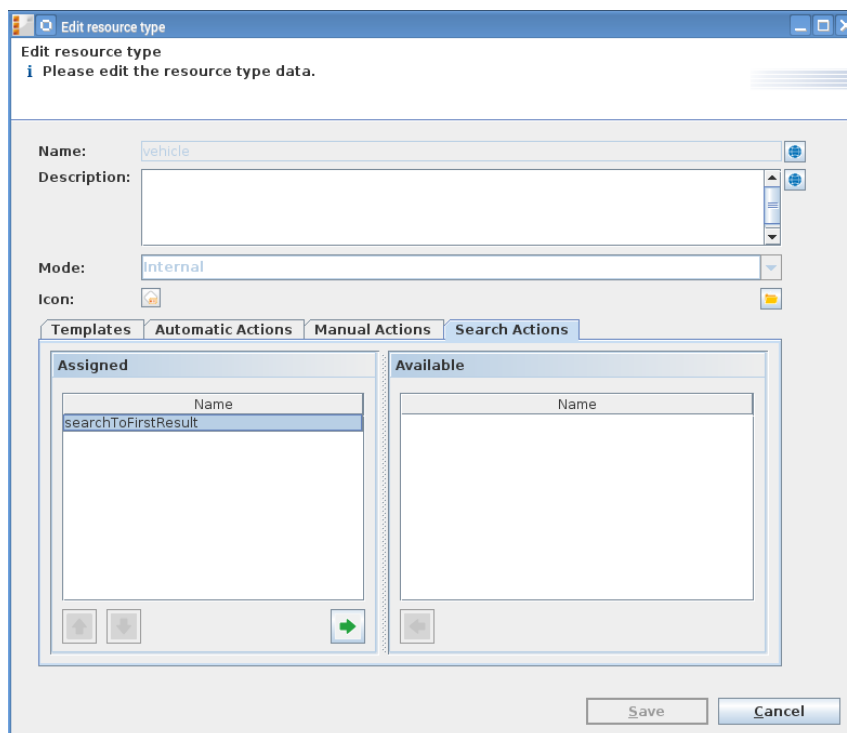 Edit resource type
Edit resource type
i Please edit the resource type data.
Name: vehicle
Description:
Mode: Internal
Icon:
Templates Automatic Actions Manual Actions Search Actions
Assigned Available
Name Name
searchToFirstResult
Save Cancel